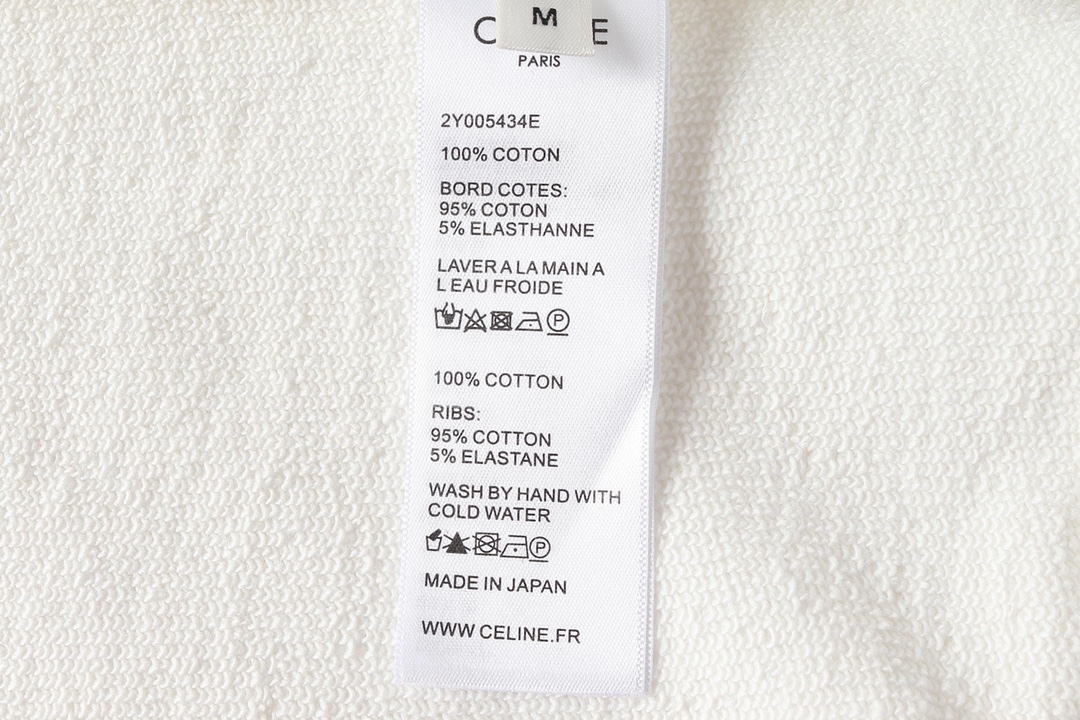 M
PARIS
2Y005434E
100% COTON
BORD COTES:
95% COTON
5% ELASTHANNE
LAVER A LA MAIN A
L EAU FROIDE
P
100% COTTON
RIBS:
95% COTTON
5% ELASTANE
WASH BY HAND WITH
COLD WATER
P
MADE IN JAPAN
WWW CELINE.FR